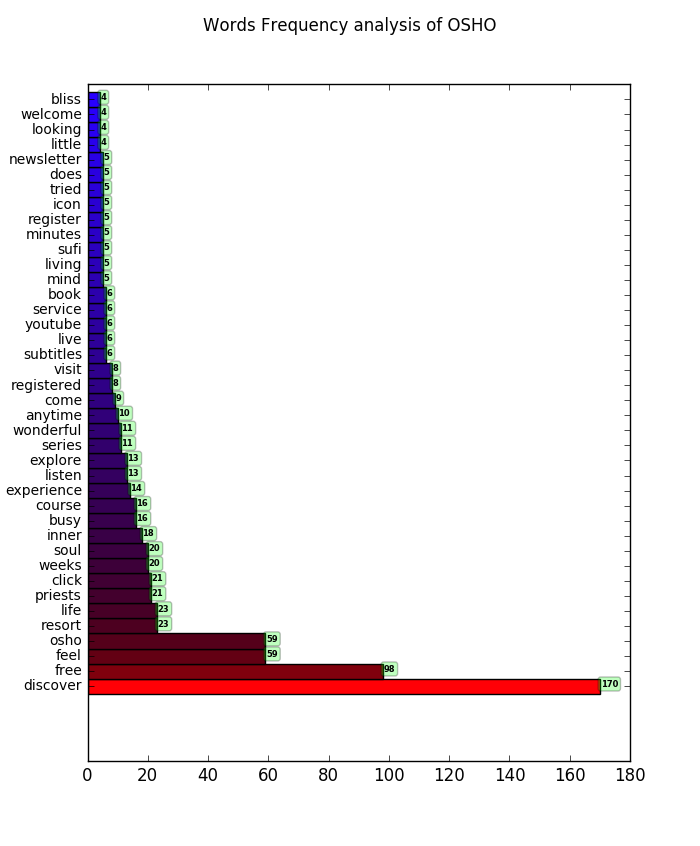 Words Frequency analysis of OSHO
bliss 4
welcome 4
looking 4
little 4
newsletter 5
does 5
tried 5
icon 5
register 5
minutes 5
sufi 5
living 5
mind 5
book 6
service 6
youtube 6
live 6
subtitles 6
visit 8
registered 8
come 9
anytime 10
wonderful 11
series 11
explore 13
listen 13
experience 14
course 16
busy 16
inner 18
soul 20
weeks 20
click 21
priests 21
life 23
resort 23
osho 59
feel 59
free 98
discover 170
0 20 40 60 80 100 120 140 160 180